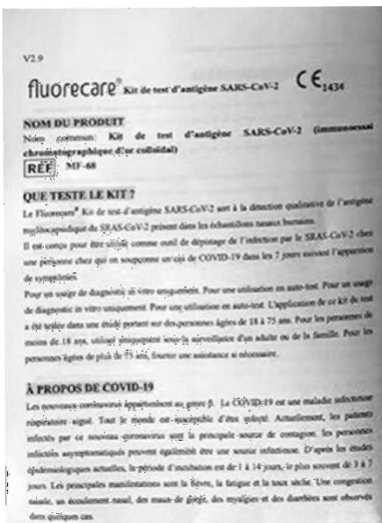 V2.9
fluorecare® Kit de test d'antigène SARS-CoV-2 CE1434
NOM DU PRODUIT
Nom commun: Kit de test d'antigène SARS-CoV-2 (immunoessai
chromatographique d'or colloïdal)
REF MF-68
QUE TESTE LE KIT ?
Le Fluorecare® Kit de test d'antigène SARS-CoV-2 sert à la détection qualitative de l'antigène
nucléocapsidique du SRAS-CoV-2 présent dans les échantillons nasaux humains.
Il est conçu pour être utilisé comme outil de dépistage de l'infection par le SRAS-CoV-2 chez
une personne chez qui on soupçonne un cas de COVID-19 dans les 7 jours suivant l'apparition
de symptômes.
Pour un usage de diagnostic in vitro uniquement. Pour une utilisation en auto-test. Pour un usage
de diagnostic in vitro uniquement. Pour une utilisation en auto-test. L'application de ce kit de test
a été testée dans une étude portant sur des personnes âgées de 18 à 75 ans. Pour les personnes de
moins de 18 ans, utilisez uniquement sous la surveillance d'un adulte ou de la famille. Pour les
personnes âgées de plus de 75 ans, fournir une assistance si nécessaire.
À PROPOS DE COVID-19
Les nouveaux coronavirus appartiennent au genre β. Le COVID-19 est une maladie infectieuse
respiratoire aiguë. Tout le monde est susceptible d'être infecté. Actuellement, les patients
infectés par ce nouveau coronavirus sont la principale source de contagion, les personnes
infectées asymptomatiques peuvent également être une source infectieuse. D'après les études
épidémiologiques actuelles, la période d'incubation est de 1 à 14 jours, le plus souvent de 3 à 7
jours. Les principales manifestations sont la fièvre, la fatigue et la toux sèche. Une congestion
nasale, un écoulement nasal, des maux de gorge, des myalgies et des diarrhées sont observés
dans quelques cas.